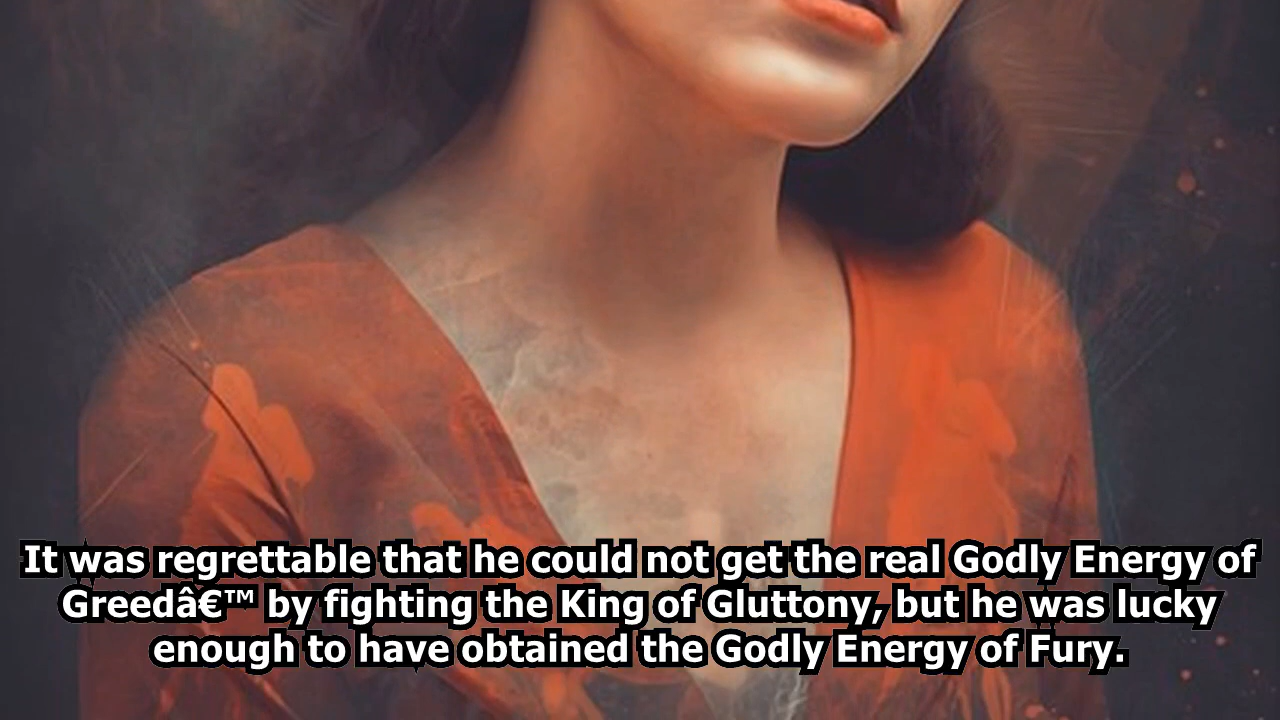 It was regrettable that he could not get the real Godly Energy of
Greedâ€™ by fighting the King of Gluttony, but he was lucky
enough to have obtained the Godly Energy of Fury.